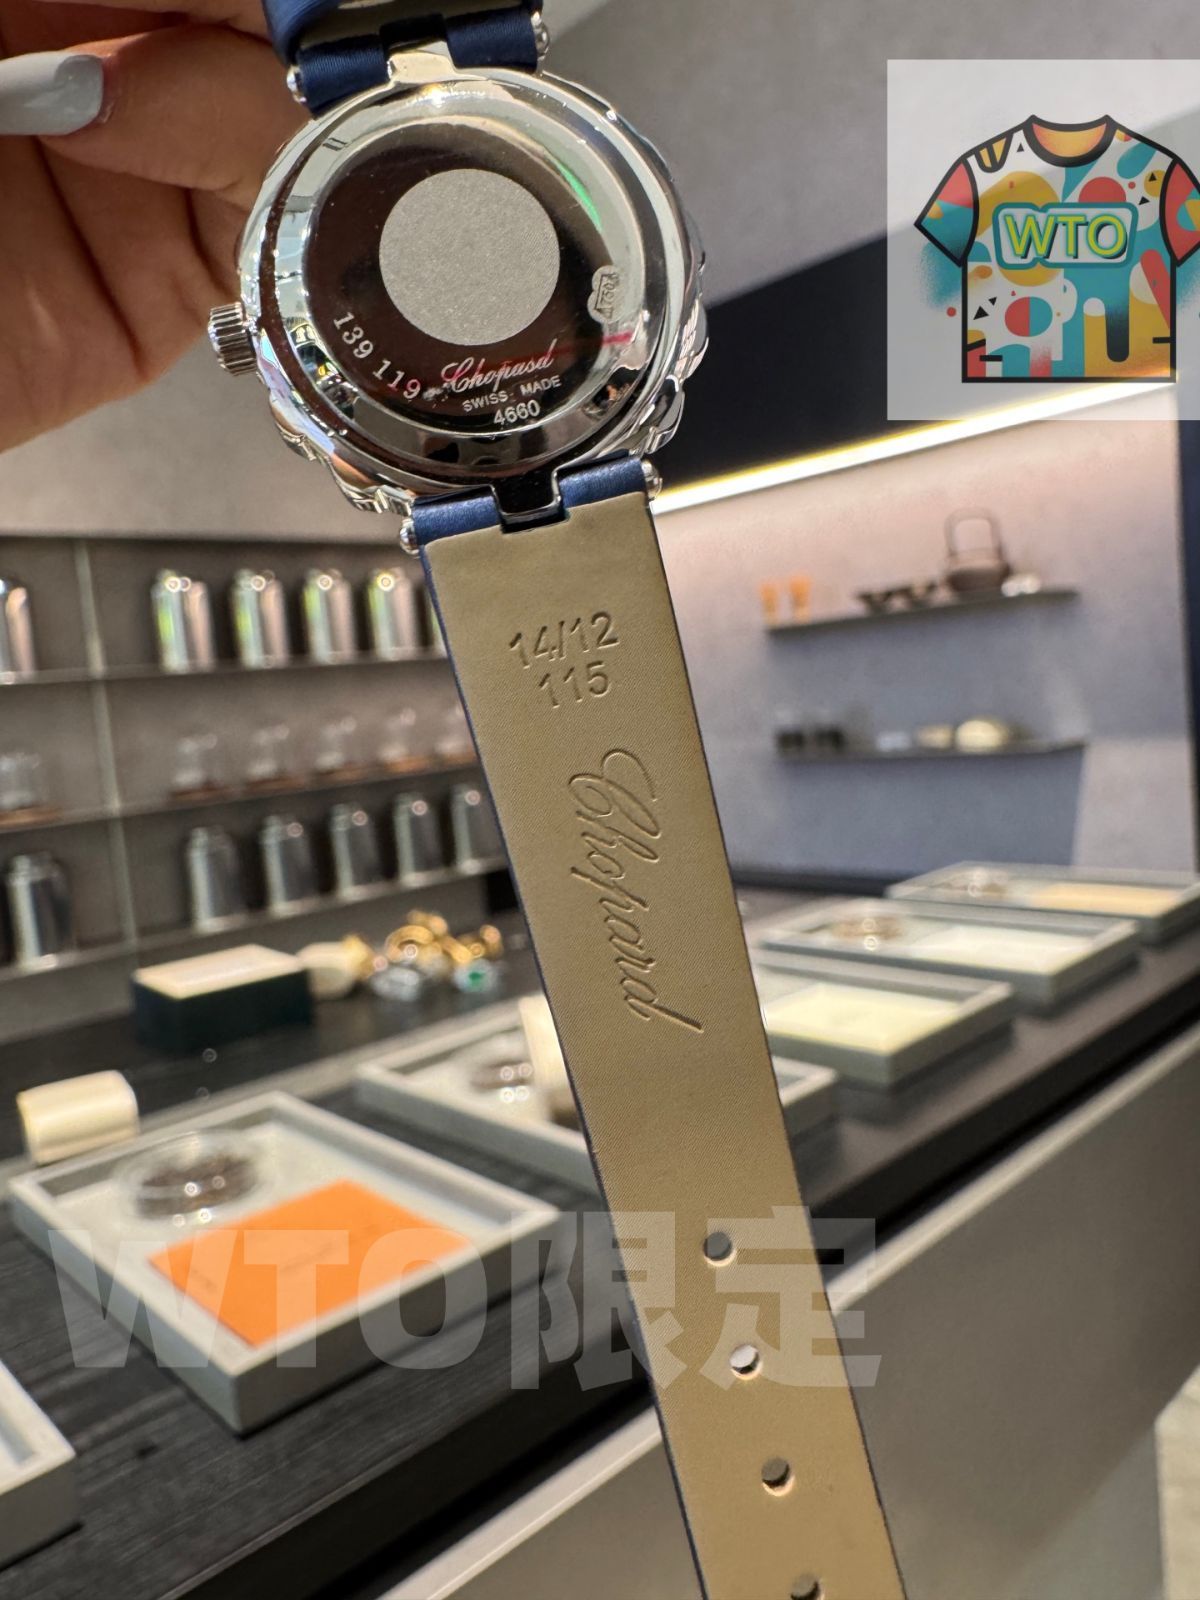 WTO
139 119
Chopard
SWISS MADE
4660
14/12
115
Chopard
WTO限定